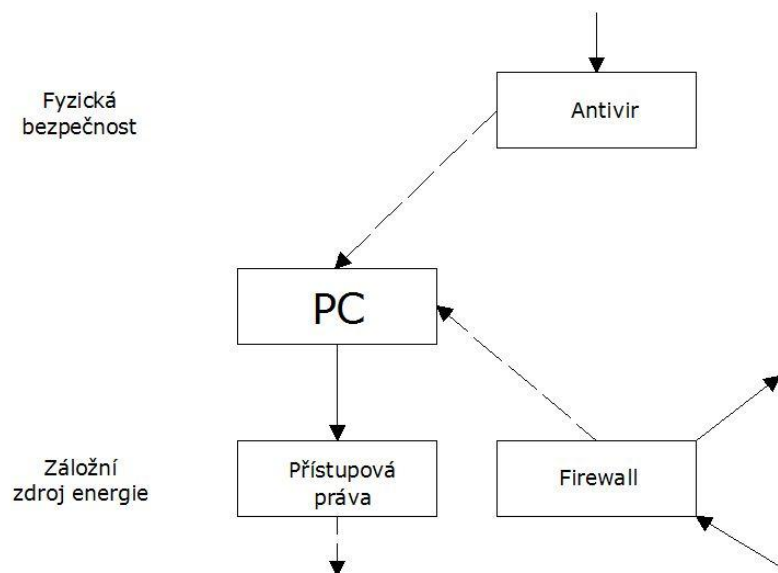 Fyzická
bezpečnost
Antivir
PC
Záložní
zdroj energie
Přístupová
práva
Firewall